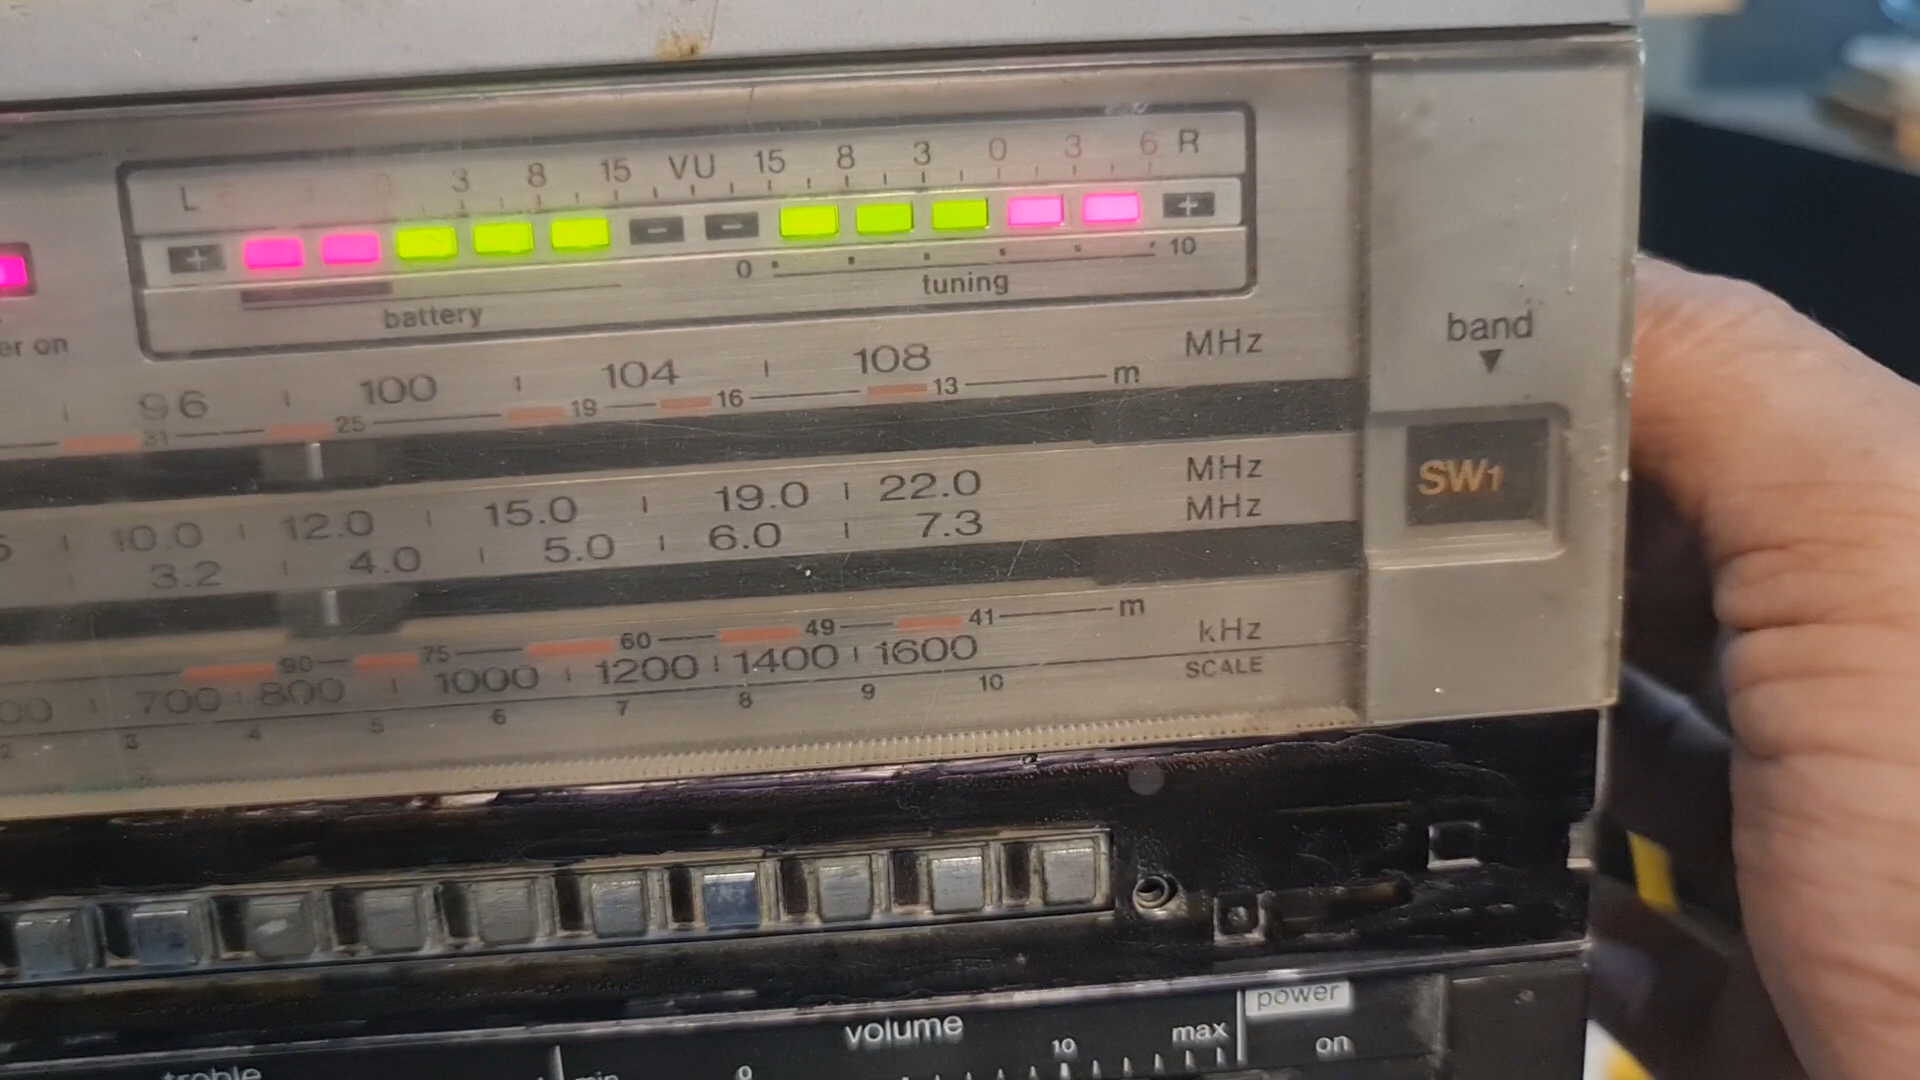 L 3 8 15 VU 15 8 3 0 3 6 R
+ - - +
0 10
battery tuning
er on
96 100 104 108 MHz
31 25 19 16 13 m
band
SW1
10.0 12.0 15.0 19.0 22.0 MHz
3.2 4.0 5.0 6.0 7.3 MHz
90 75 60 49 41 m
700 800 1000 1200 1400 1600 kHz
2 3 4 5 6 7 8 9 10 SCALE
volume power
min 0 10 max on
treble